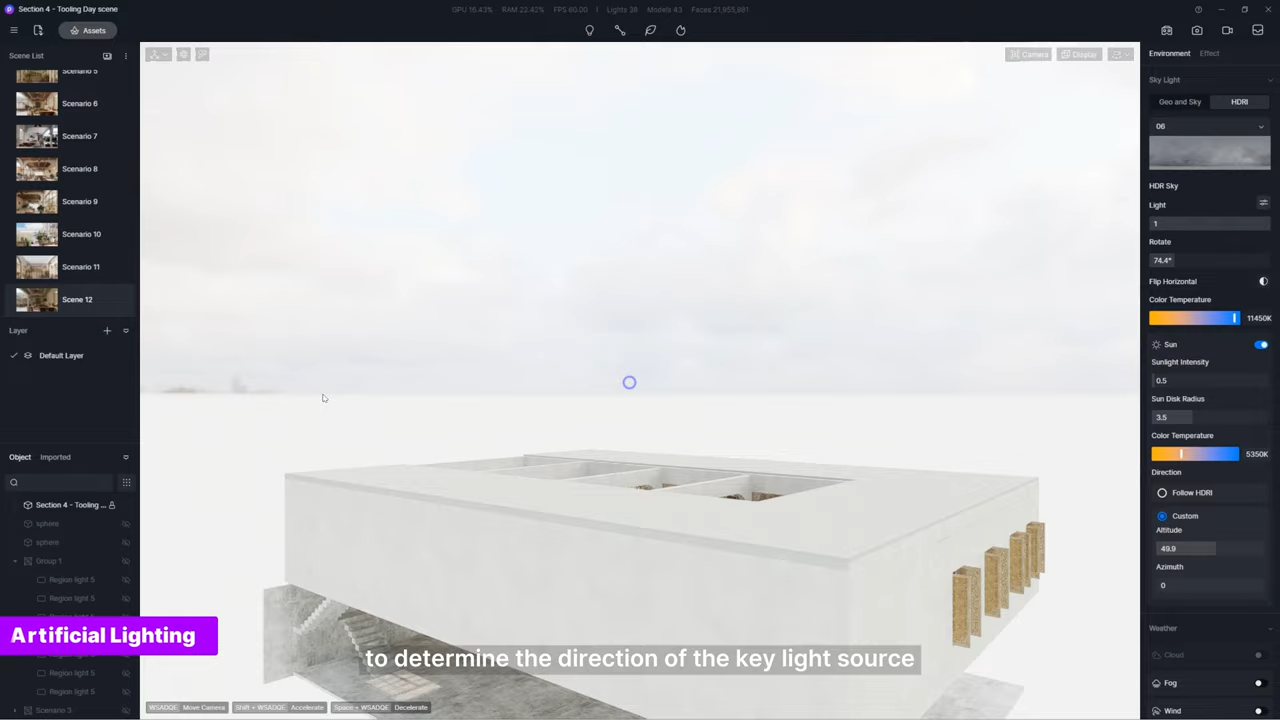 Section 4 - Tooling Day scene
GPU 16.43% RAM 22.42% FPS 60.00 Lights 38 Models 43 Faces 21,955,891
Assets
Scene List
Scenario 5
Scenario 6
Scenario 7
Scenario 8
Scenario 9
Scenario 10
Scenario 11
Scene 12
Layer
Default Layer
Object Imported
Section 4 - Tooling ...
sphere
sphere
Group 1
Region light 5
Region light 5
Region light 5
Region light 5
Scenario 3
Camera
Display
Artificial Lighting
to determine the direction of the key light source
WSADQE Move Camera Shift + WSADQE Accelerate Space + WSADQE Decelerate
Environment Effect
Sky Light
Geo and Sky HDRI
06
HDR Sky
Light
1
Rotate
74.4°
Flip Horizontal
Color Temperature
11450K
Sun
Sunlight Intensity
0.5
Sun Disk Radius
3.5
Color Temperature
5350K
Direction
Follow HDRI
Custom
Altitude
49.9
Azimuth
0
Weather
Cloud
Fog
Wind